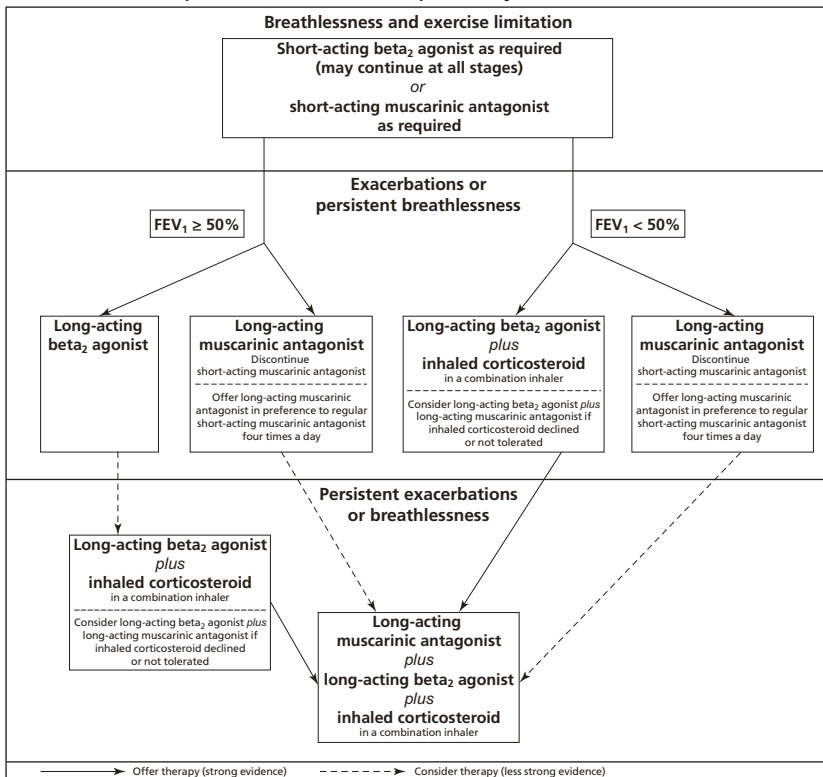 Breathlessness and exercise limitation
Short-acting beta₂ agonist as required
(may continue at all stages)
or
short-acting muscarinic antagonist
as required
Exacerbations or
persistent breathlessness
FEV₁ ≥ 50%
FEV₁ < 50%
Long-acting
beta₂ agonist
Long-acting
muscarinic antagonist
Discontinue
short-acting muscarinic antagonist
Offer long-acting muscarinic
antagonist in preference to regular
short-acting muscarinic antagonist
four times a day
Long-acting beta₂ agonist
plus
inhaled corticosteroid
in a combination inhaler
Consider long-acting beta₂ agonist plus
long-acting muscarinic antagonist if
inhaled corticosteroid declined
or not tolerated
Long-acting
muscarinic antagonist
Discontinue
short-acting muscarinic antagonist
Offer long-acting muscarinic
antagonist in preference to regular
short-acting muscarinic antagonist
four times a day
Persistent exacerbations
or breathlessness
Long-acting beta₂ agonist
plus
inhaled corticosteroid
in a combination inhaler
Consider long-acting beta₂ agonist plus
long-acting muscarinic antagonist if
inhaled corticosteroid declined
or not tolerated
Long-acting
muscarinic antagonist
plus
long-acting beta₂ agonist
plus
inhaled corticosteroid
in a combination inhaler
Offer therapy (strong evidence)
Consider therapy (less strong evidence)